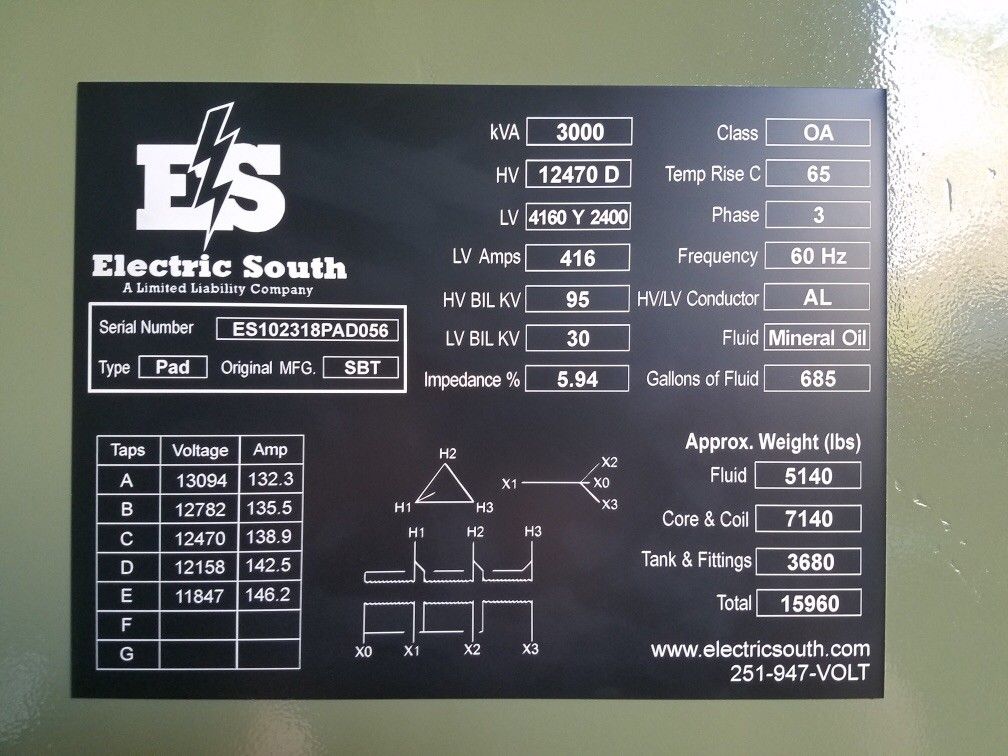 ES
Electric South
A Limited Liability Company
Serial Number ES102318PAD056
Type Pad Original MFG. SBT
kVA 3000
HV 12470 D
LV 4160 Y 2400
LV Amps 416
HV BIL KV 95
LV BIL KV 30
Impedance % 5.94
Class OA
Temp Rise C 65
Phase 3
Frequency 60 Hz
HV/LV Conductor AL
Fluid Mineral Oil
Gallons of Fluid 685
Taps Voltage Amp
A 13094 132.3
B 12782 135.5
C 12470 138.9
D 12158 142.5
E 11847 146.2
F
G
H2
H1 H3
X2
X1 X0
X3
H1 H2 H3
X0 X1 X2 X3
Approx. Weight (lbs)
Fluid 5140
Core & Coil 7140
Tank & Fittings 3680
Total 15960
www.electricsouth.com
251-947-VOLT